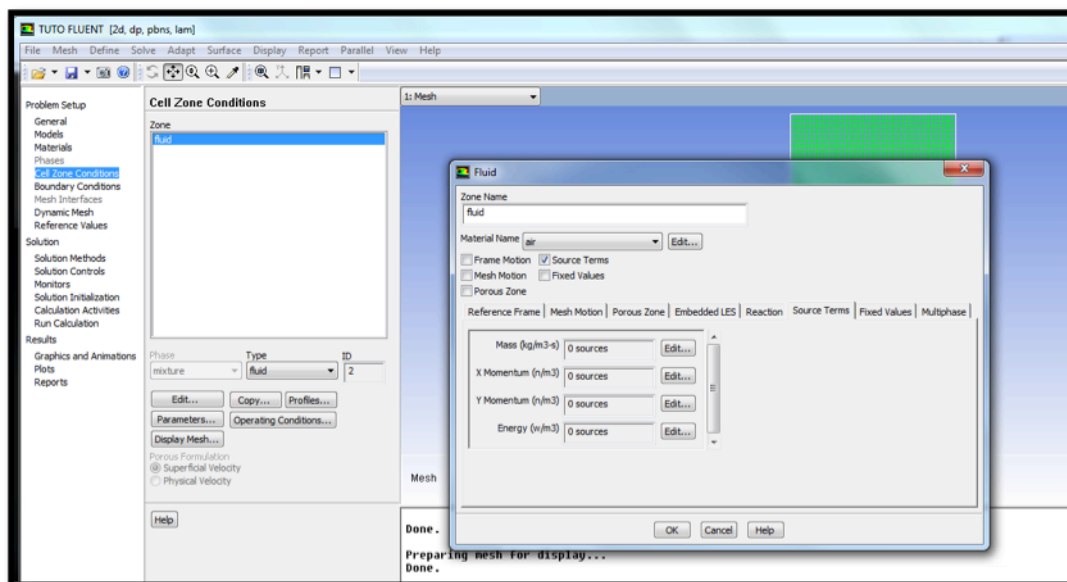 TUTO FLUENT [2d, dp, pbns, lam]
File Mesh Define Solve Adapt Surface Display Report Parallel View Help
Problem Setup
General
Models
Materials
Phases
Cell Zone Conditions
Boundary Conditions
Mesh Interfaces
Dynamic Mesh
Reference Values
Solution
Solution Methods
Solution Controls
Monitors
Solution Initialization
Calculation Activities
Run Calculation
Results
Graphics and Animations
Plots
Reports
Cell Zone Conditions
Zone
fluid
Phase Type ID
mixture fluid 2
Edit... Copy... Profiles...
Parameters... Operating Conditions...
Display Mesh...
Porous Formulation
Superficial Velocity
Physical Velocity
Help
1: Mesh
Fluid
Zone Name
fluid
Material Name air Edit...
Frame Motion Source Terms
Mesh Motion Fixed Values
Porous Zone
Reference Frame Mesh Motion Porous Zone Embedded LES Reaction Source Terms Fixed Values Multiphase
Mass (kg/m3-s) 0 sources Edit...
X Momentum (n/m3) 0 sources Edit...
Y Momentum (n/m3) 0 sources Edit...
Energy (w/m3) 0 sources Edit...
OK Cancel Help
Mesh
Done.
Preparing mesh for display...
Done.